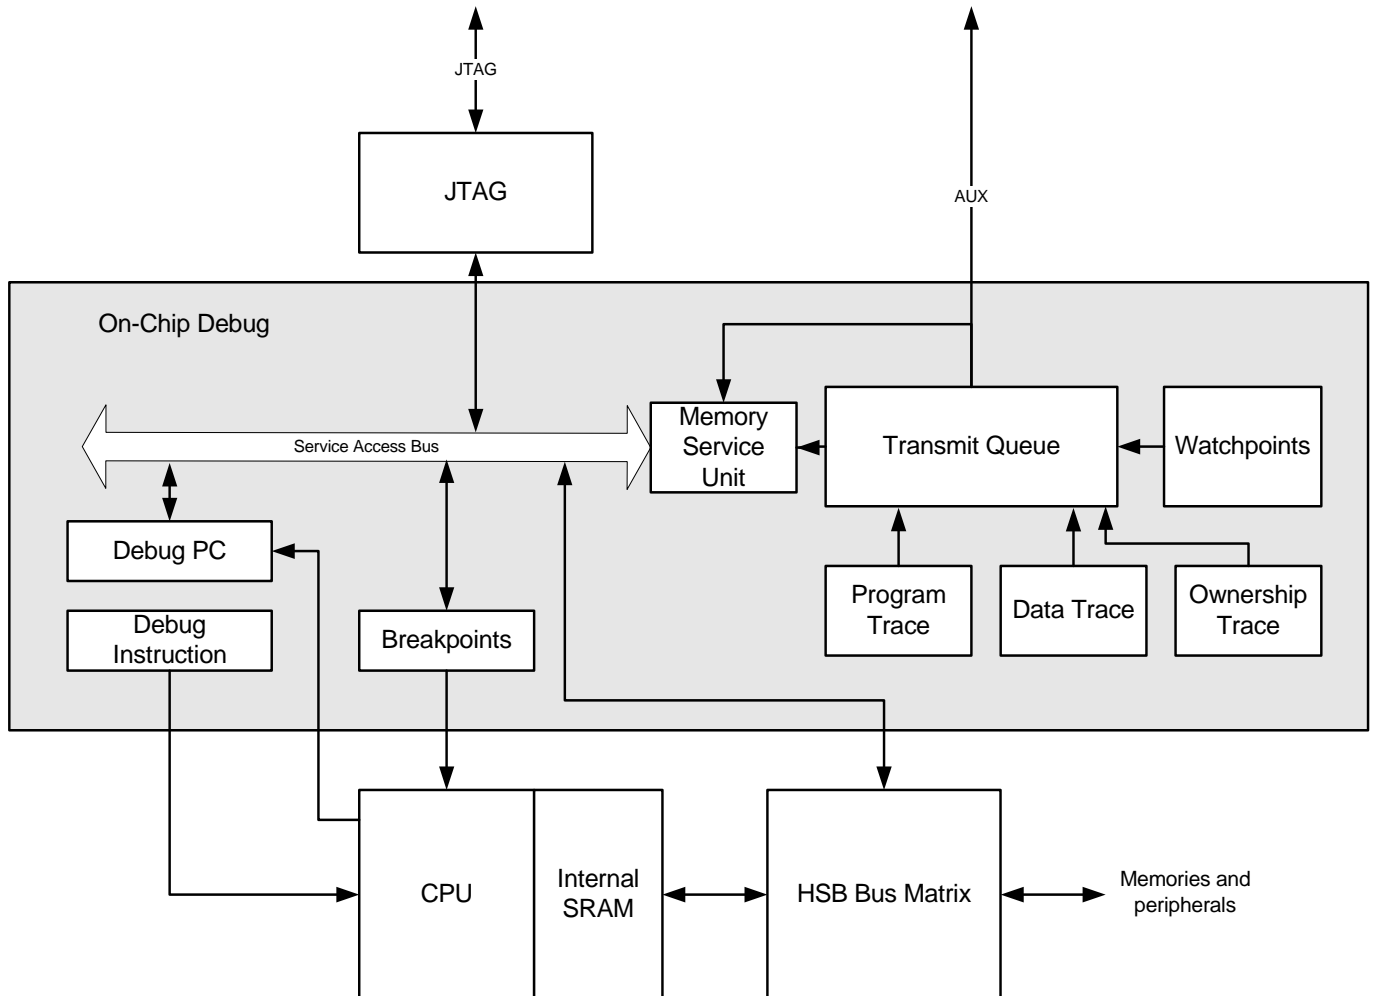 JTAG
JTAG
AUX
On-Chip Debug
Service Access Bus
Memory
Service
Unit
Transmit Queue
Watchpoints
Debug PC
Debug
Instruction
Breakpoints
Program
Trace
Data Trace
Ownership
Trace
CPU
Internal
SRAM
HSB Bus Matrix
Memories and
peripherals